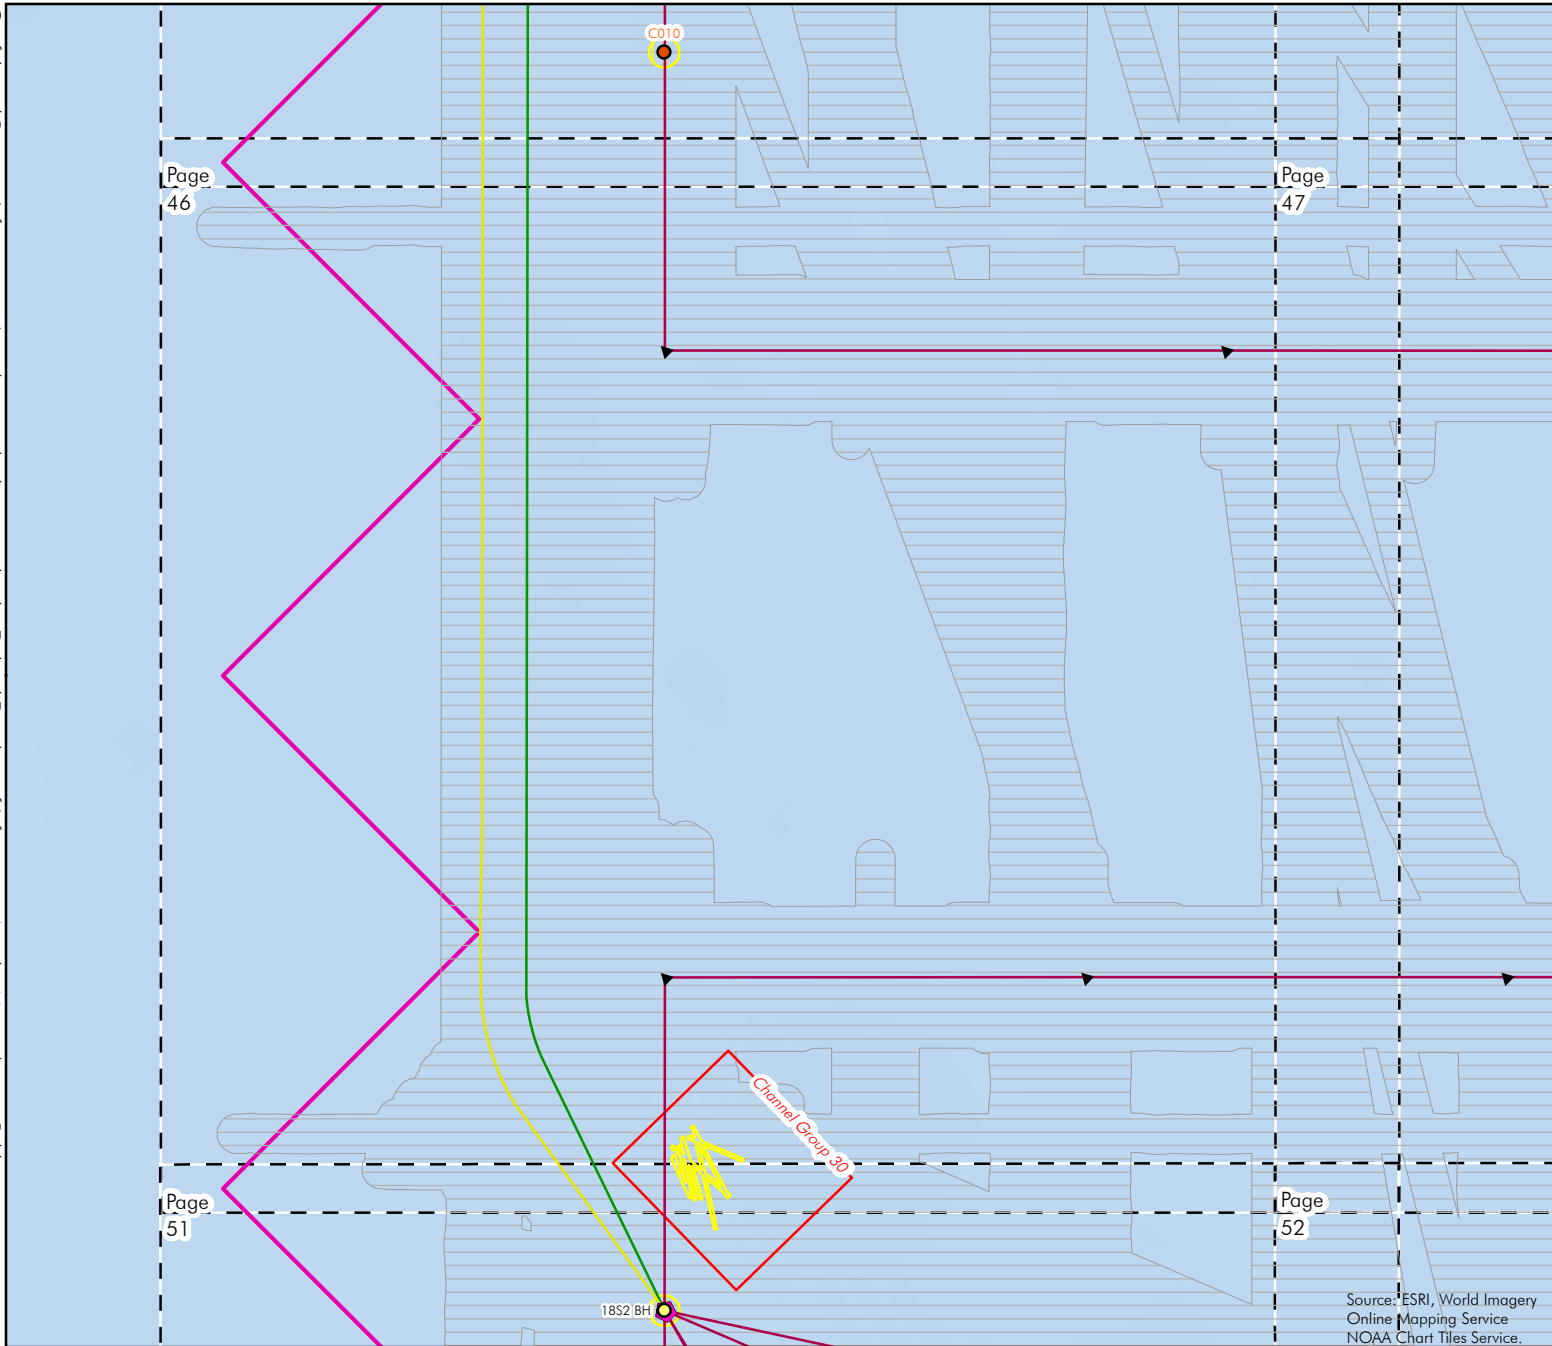 C010
Page
46
Page
47
Channel Group 30
Page
51
Page
52
18S2 BH
Source: ESRI, World Imagery
Online Mapping Service
NOAA Chart Tiles Service.